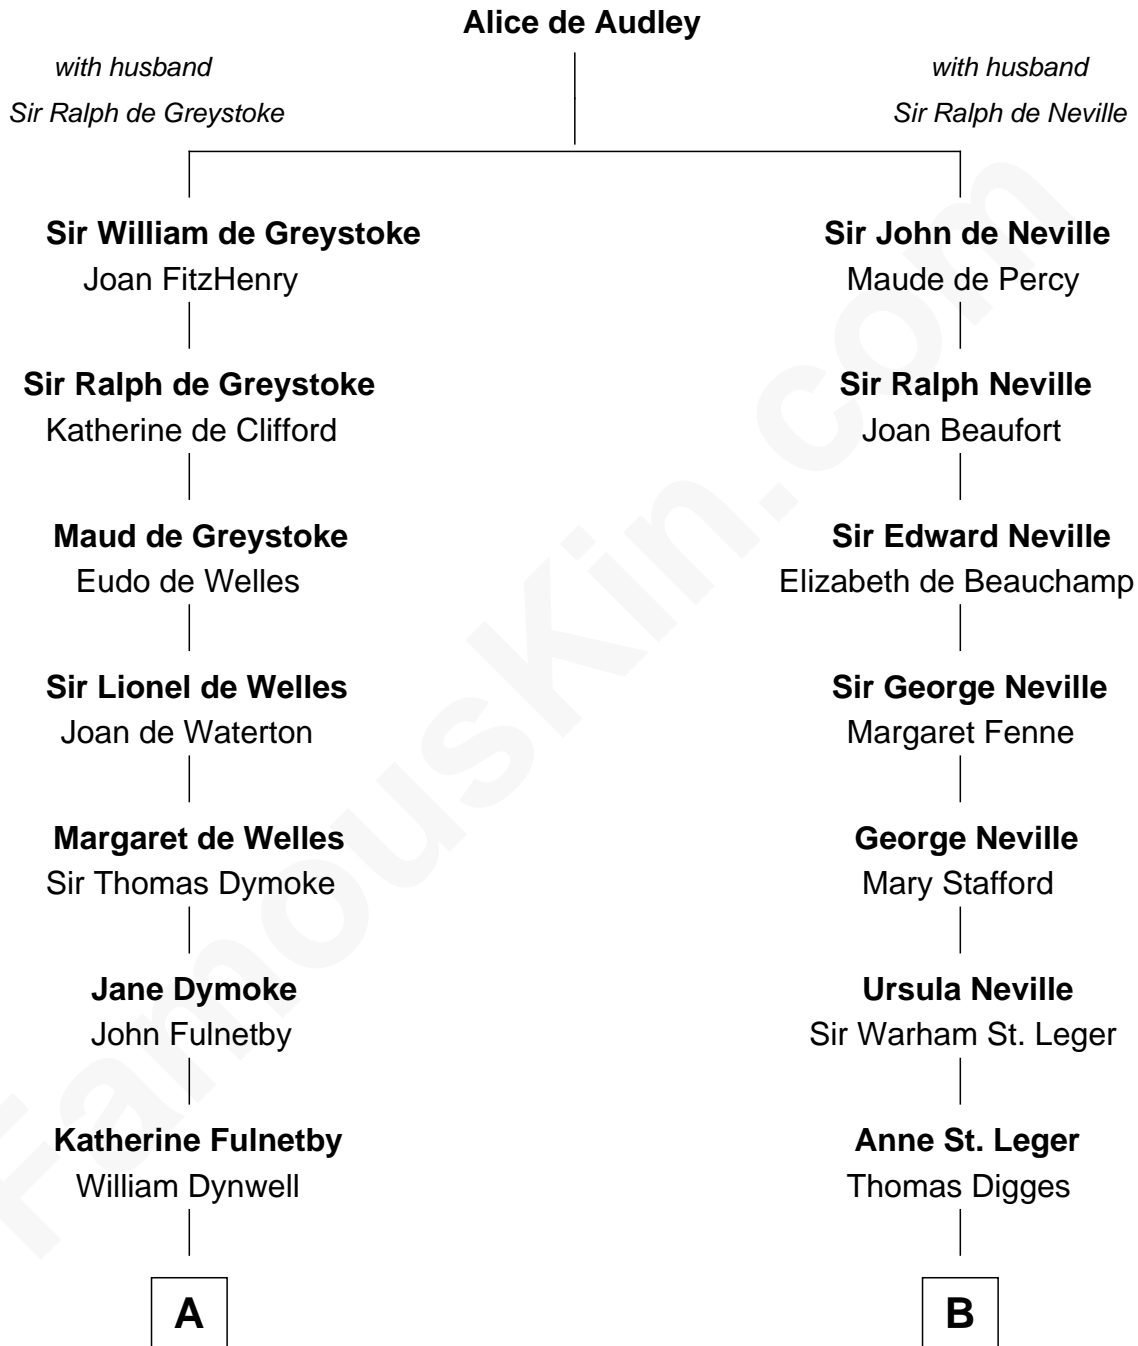 Alice de Audley
with husband
Sir Ralph de Greystoke
with husband
Sir Ralph de Neville
Sir William de Greystoke
Joan FitzHenry
Sir John de Neville
Maude de Percy
Sir Ralph de Greystoke
Katherine de Clifford
Sir Ralph Neville
Joan Beaufort
Maud de Greystoke
Eudo de Welles
Sir Edward Neville
Elizabeth de Beauchamp
Sir Lionel de Welles
Joan de Waterton
Sir George Neville
Margaret Fenne
Margaret de Welles
Sir Thomas Dymoke
George Neville
Mary Stafford
Jane Dymoke
John Fulnetby
Ursula Neville
Sir Warham St. Leger
Katherine Fulnetby
William Dynwell
Anne St. Leger
Thomas Digges
A
B
FamousKin.com